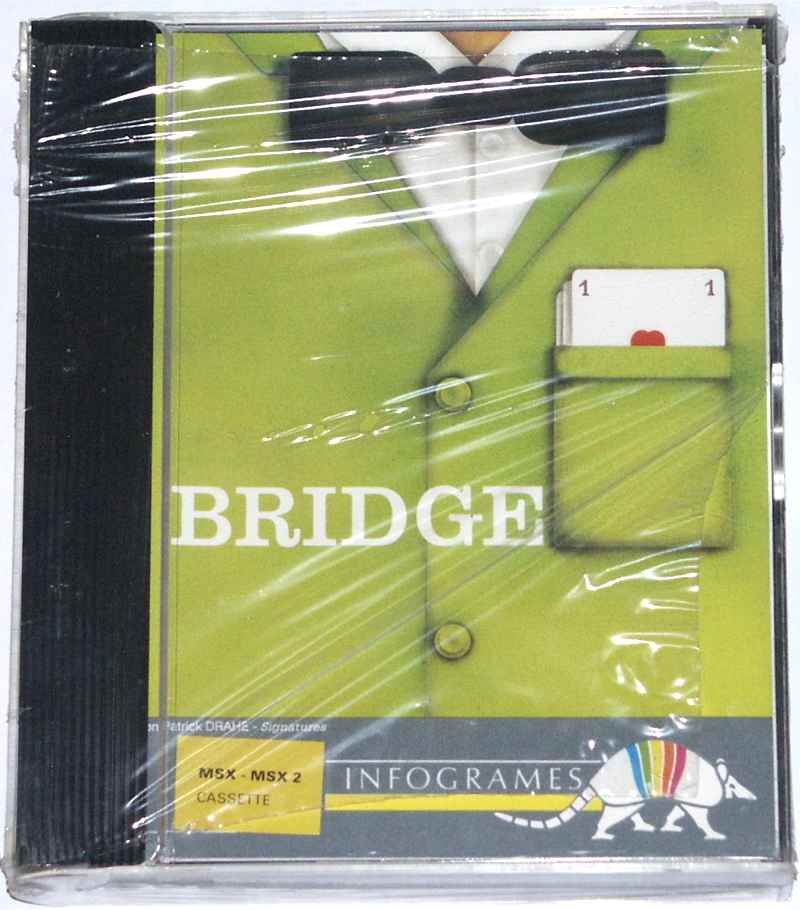 1 1
BRIDGE
Patrick DRAHE - Signatures
MSX - MSX 2
CASSETTE
INFOGRAMES